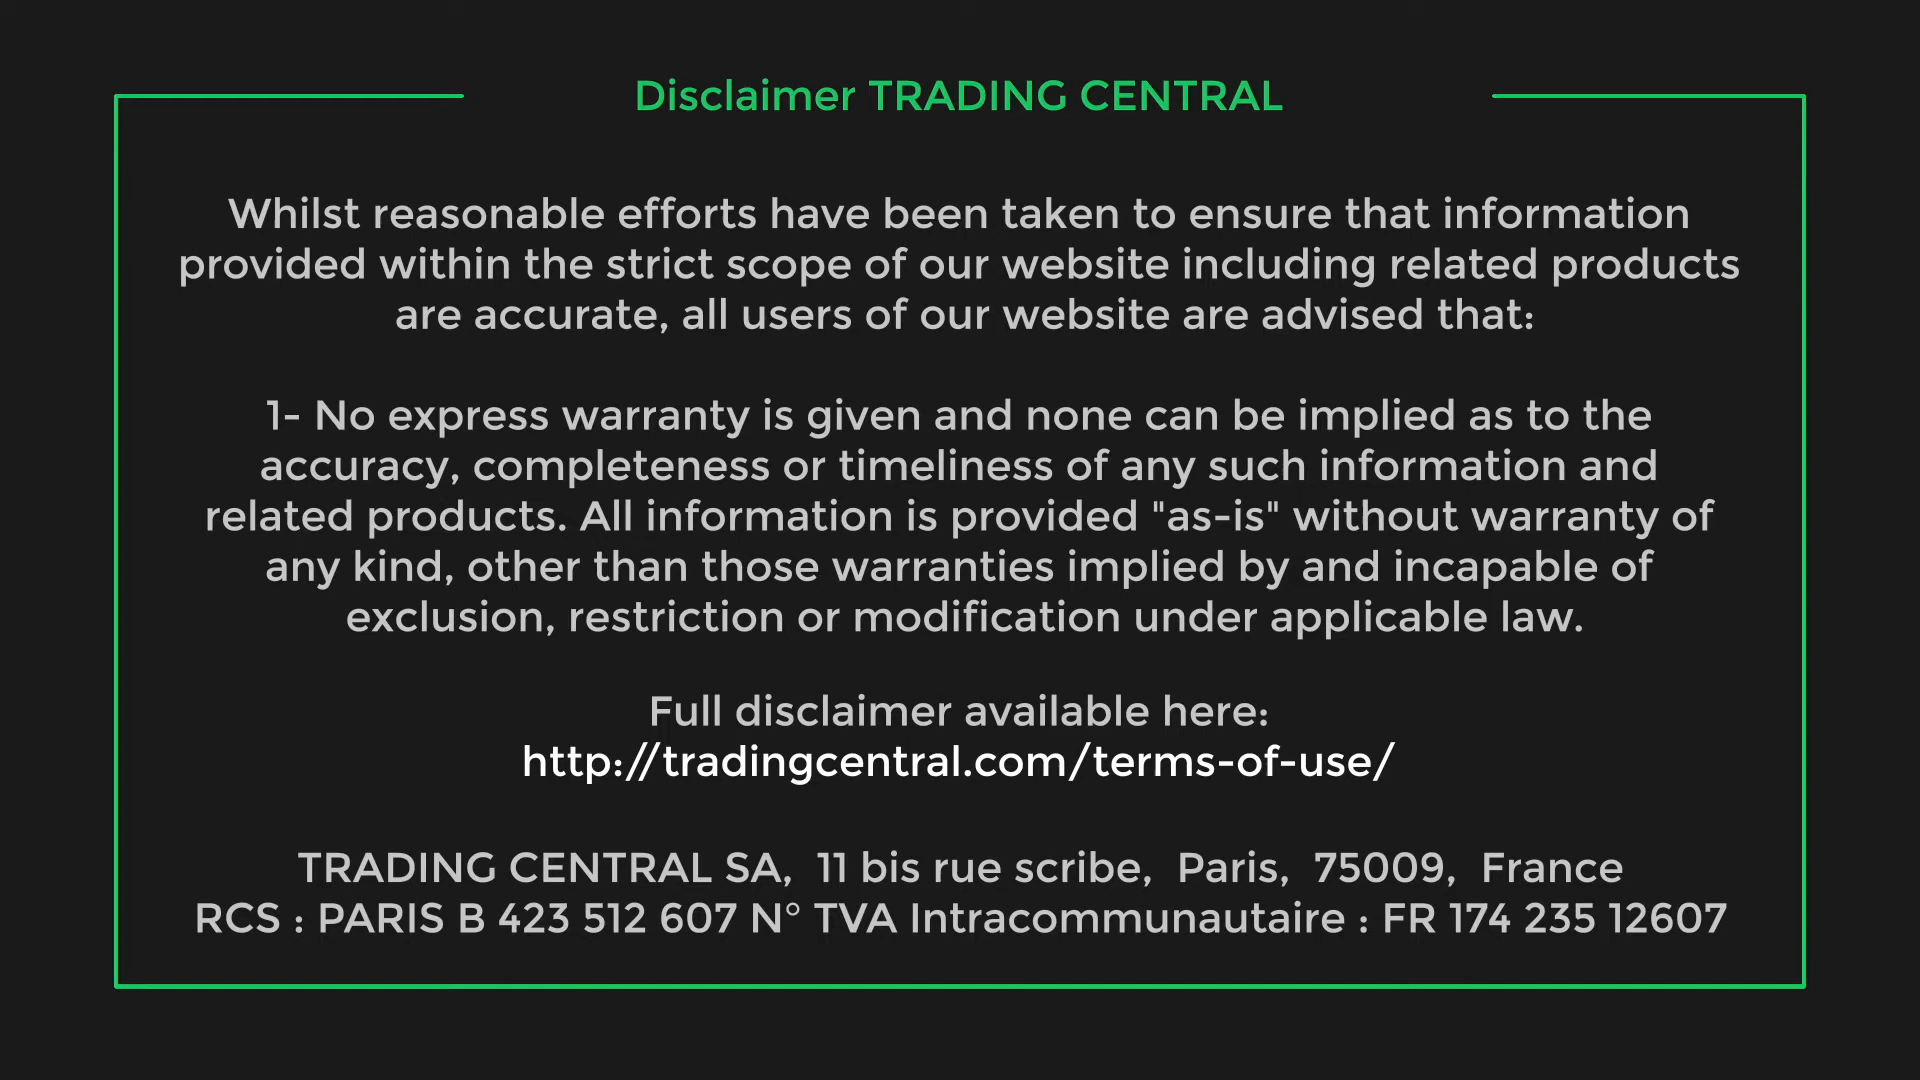 Disclaimer TRADING CENTRAL
Whilst reasonable efforts have been taken to ensure that information
provided within the strict scope of our website including related products
are accurate, all users of our website are advised that:
1- No express warranty is given and none can be implied as to the
accuracy, completeness or timeliness of any such information and
related products. All information is provided "as-is" without warranty of
any kind, other than those warranties implied by and incapable of
exclusion, restriction or modification under applicable law.
Full disclaimer available here:
http://tradingcentral.com/terms-of-use/
TRADING CENTRAL SA, 11 bis rue scribe, Paris, 75009, France
RCS : PARIS B 423 512 607 N° TVA Intracommunautaire : FR 174 235 12607